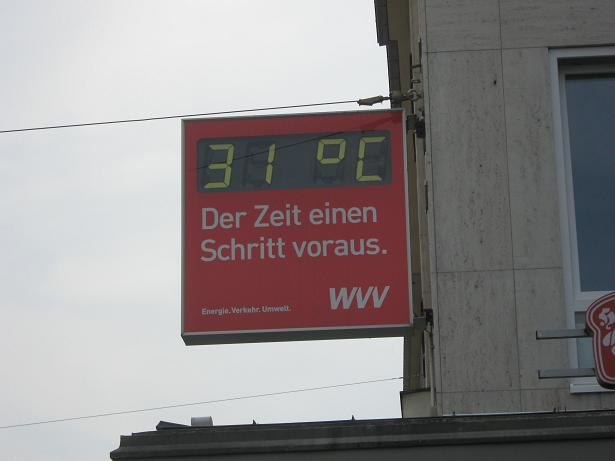 31 °C
Der Zeit einen
Schritt voraus.
Energie. Verkehr. Umwelt.
WVV